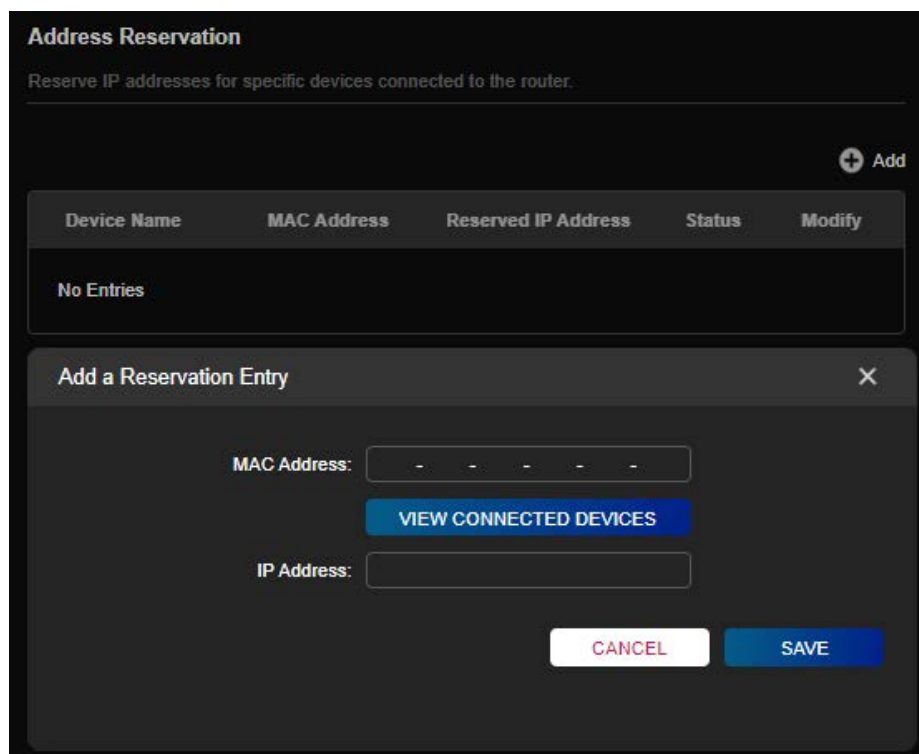 Address Reservation
Reserve IP addresses for specific devices connected to the router.
Add
Device Name MAC Address Reserved IP Address Status Modify
No Entries
Add a Reservation Entry
MAC Address: - - - - -
VIEW CONNECTED DEVICES
IP Address:
CANCEL SAVE